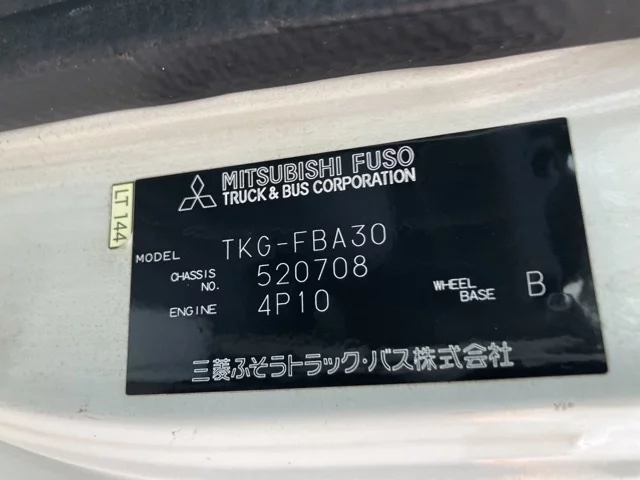 MITSUBISHI FUSO
TRUCK & BUS CORPORATION
LT 144
MODEL TKG-FBA30
CHASSIS NO. 520708
ENGINE 4P10 WHEEL BASE B
三菱ふそうトラック・バス株式会社